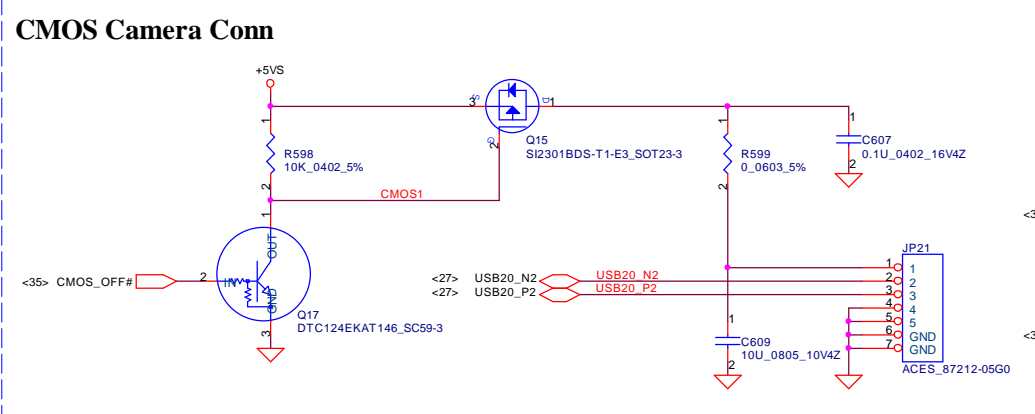 CMOS Camera Conn
+5VS
1
R598
10K_0402_5%
2
3
S
D
1
G
2
Q15
SI2301BDS-T1-E3_SOT23-3
CMOS1
1
R599
0_0603_5%
2
1
C607
0.1U_0402_16V4Z
2
<35> CMOS_OFF#
2
IN
1
OUT
GND
3
Q17
DTC124EKAT146_SC59-3
<27> USB20_N2
USB20_N2
<27> USB20_P2
USB20_P2
1
C609
10U_0805_10V4Z
2
JP21
1 1
2 2
3 3
4 4
5 5
6 GND
7 GND
ACES_87212-05G0
<3
<3